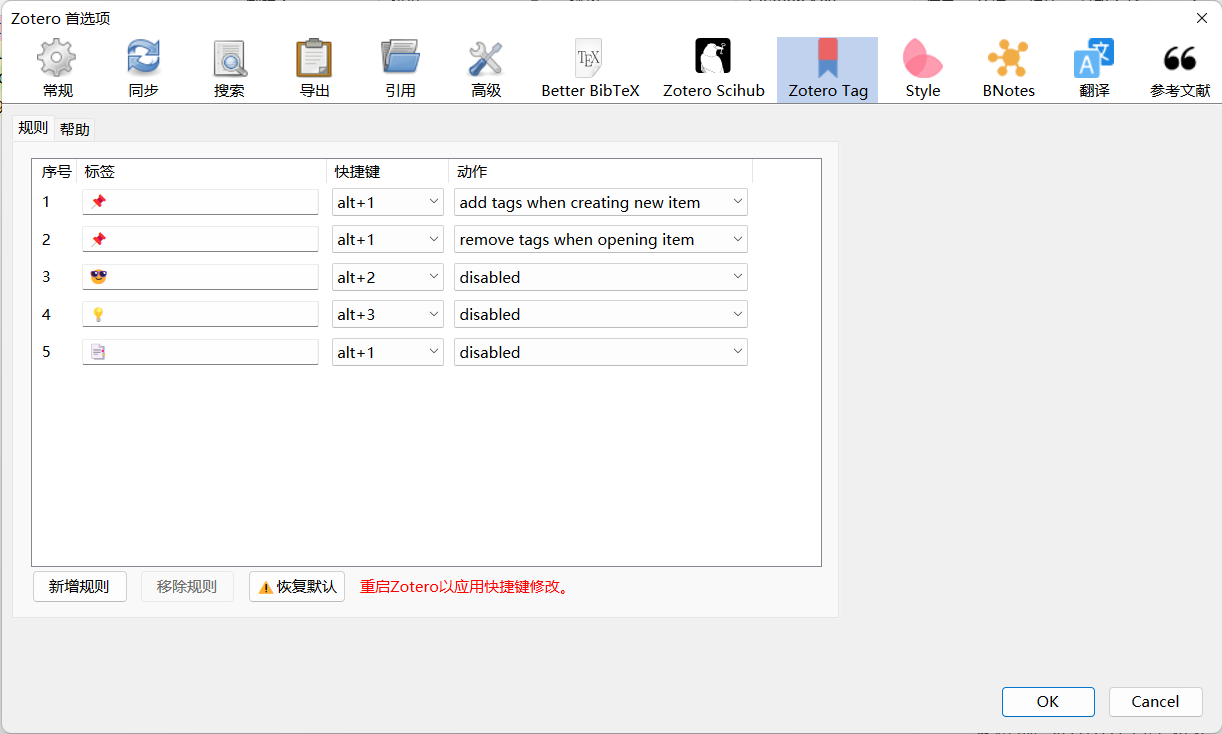 Zotero 首选项
常规 同步 搜索 导出 引用 高级 Better BibTeX Zotero Scihub Zotero Tag Style BNotes 翻译 参考文献
规则 帮助
序号 标签 快捷键 动作
1 📌 alt+1 add tags when creating new item
2 📌 alt+1 remove tags when opening item
3 😎 alt+2 disabled
4 💡 alt+3 disabled
5 📑 alt+1 disabled
新增规则 移除规则 恢复默认 重启Zotero以应用快捷键修改。
OK Cancel